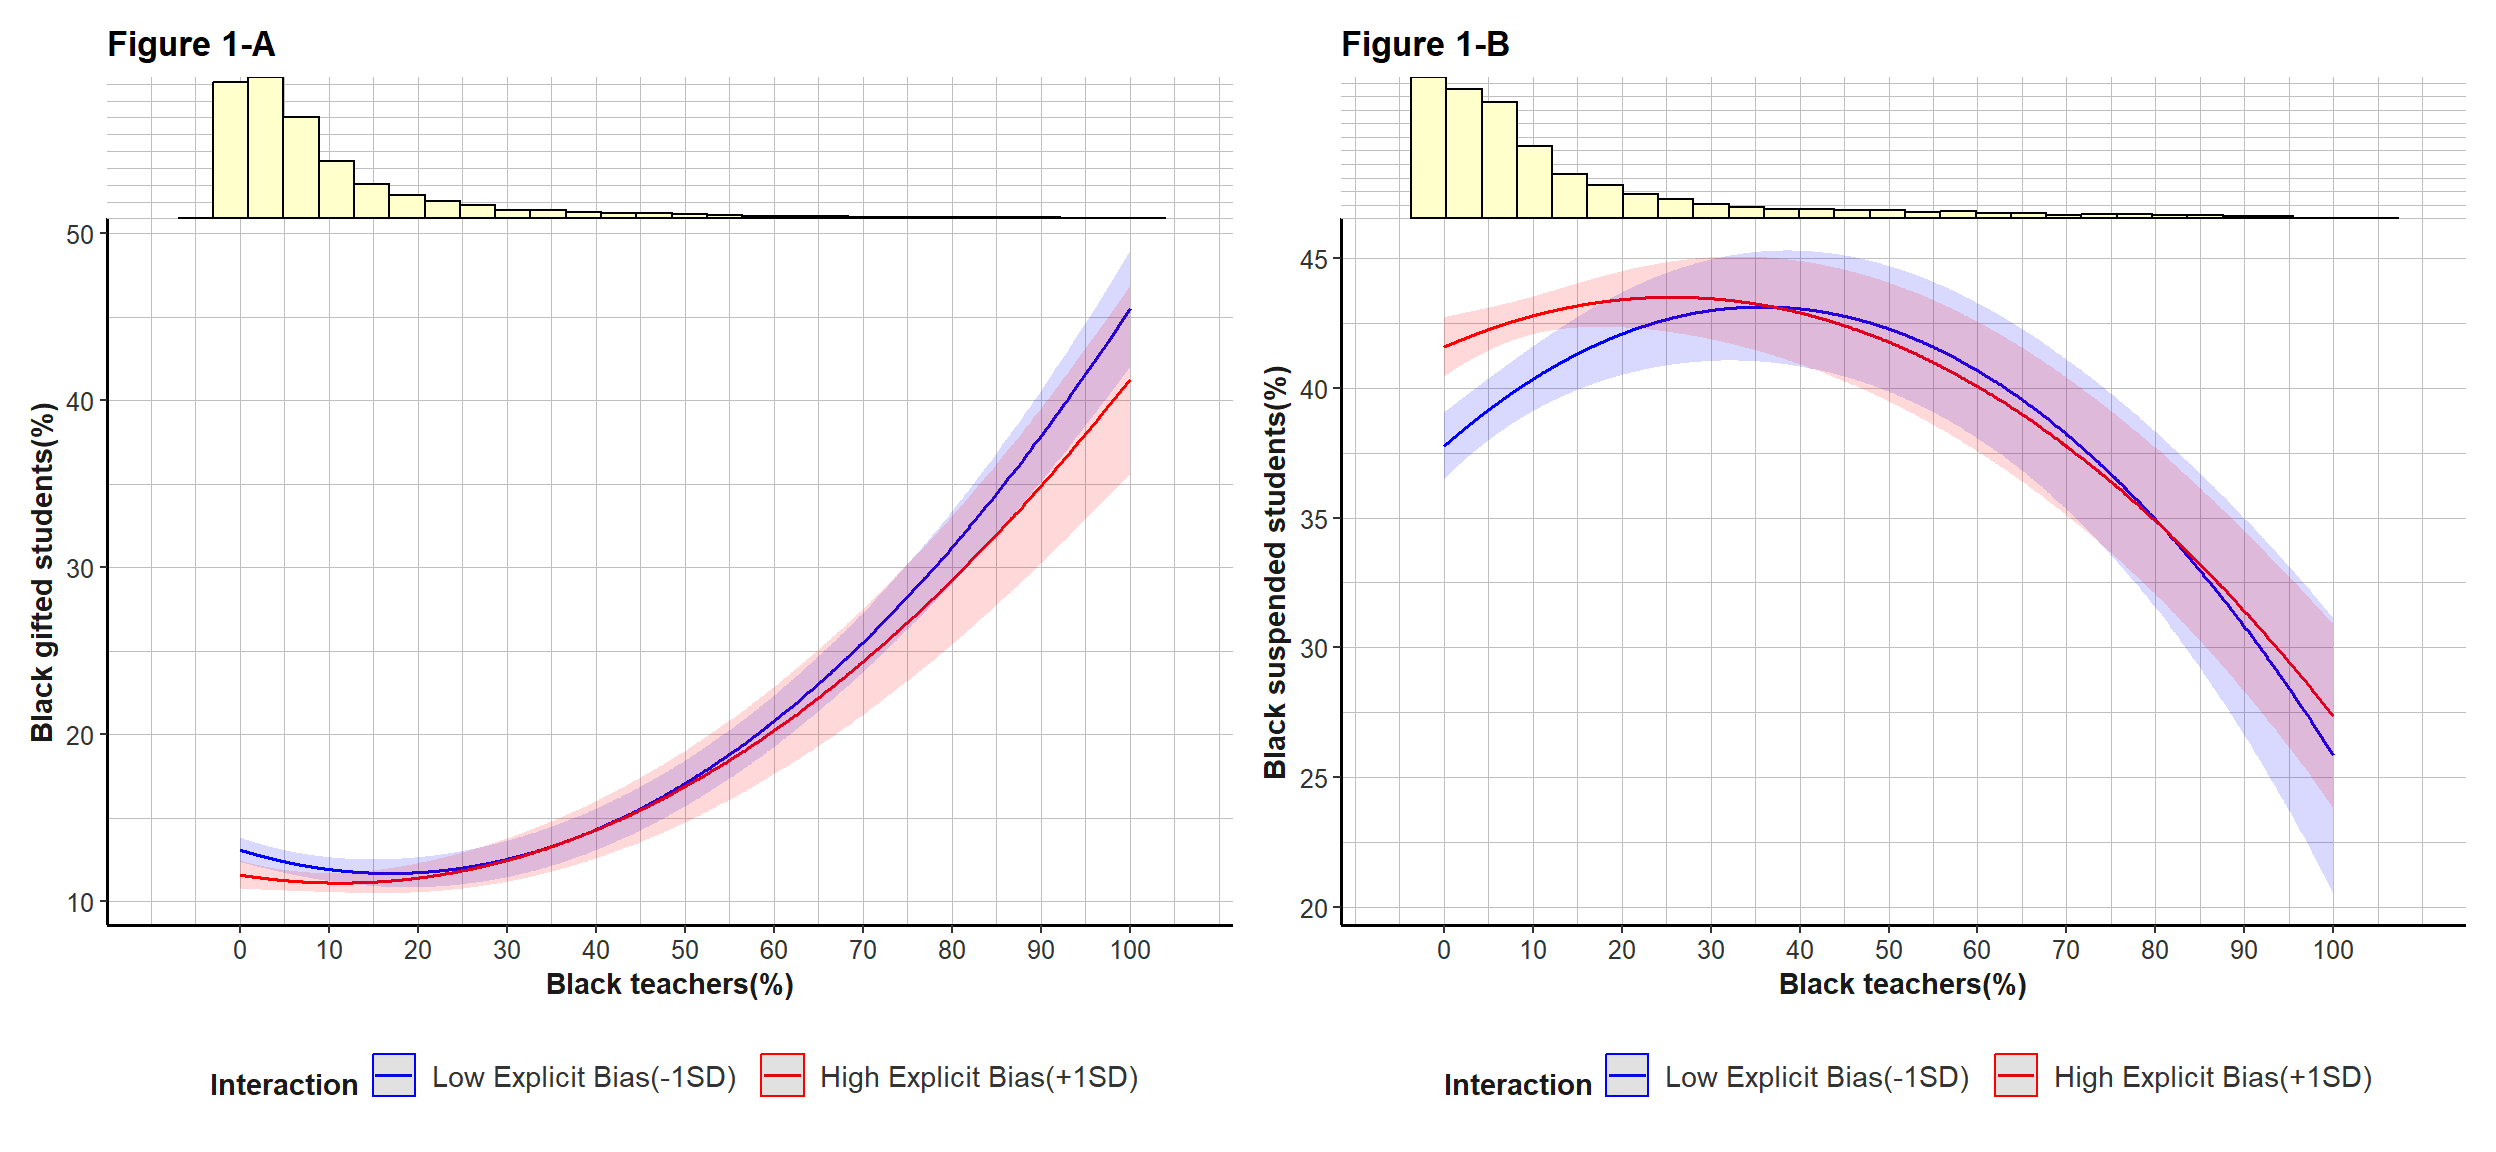 Figure 1-A
50
40
30
20
10
Black gifted students(%)
0 10 20 30 40 50 60 70 80 90 100
Black teachers(%)
Interaction Low Explicit Bias(-1SD) High Explicit Bias(+1SD)
Figure 1-B
45
40
35
30
25
20
Black suspended students(%)
0 10 20 30 40 50 60 70 80 90 100
Black teachers(%)
Interaction Low Explicit Bias(-1SD) High Explicit Bias(+1SD)